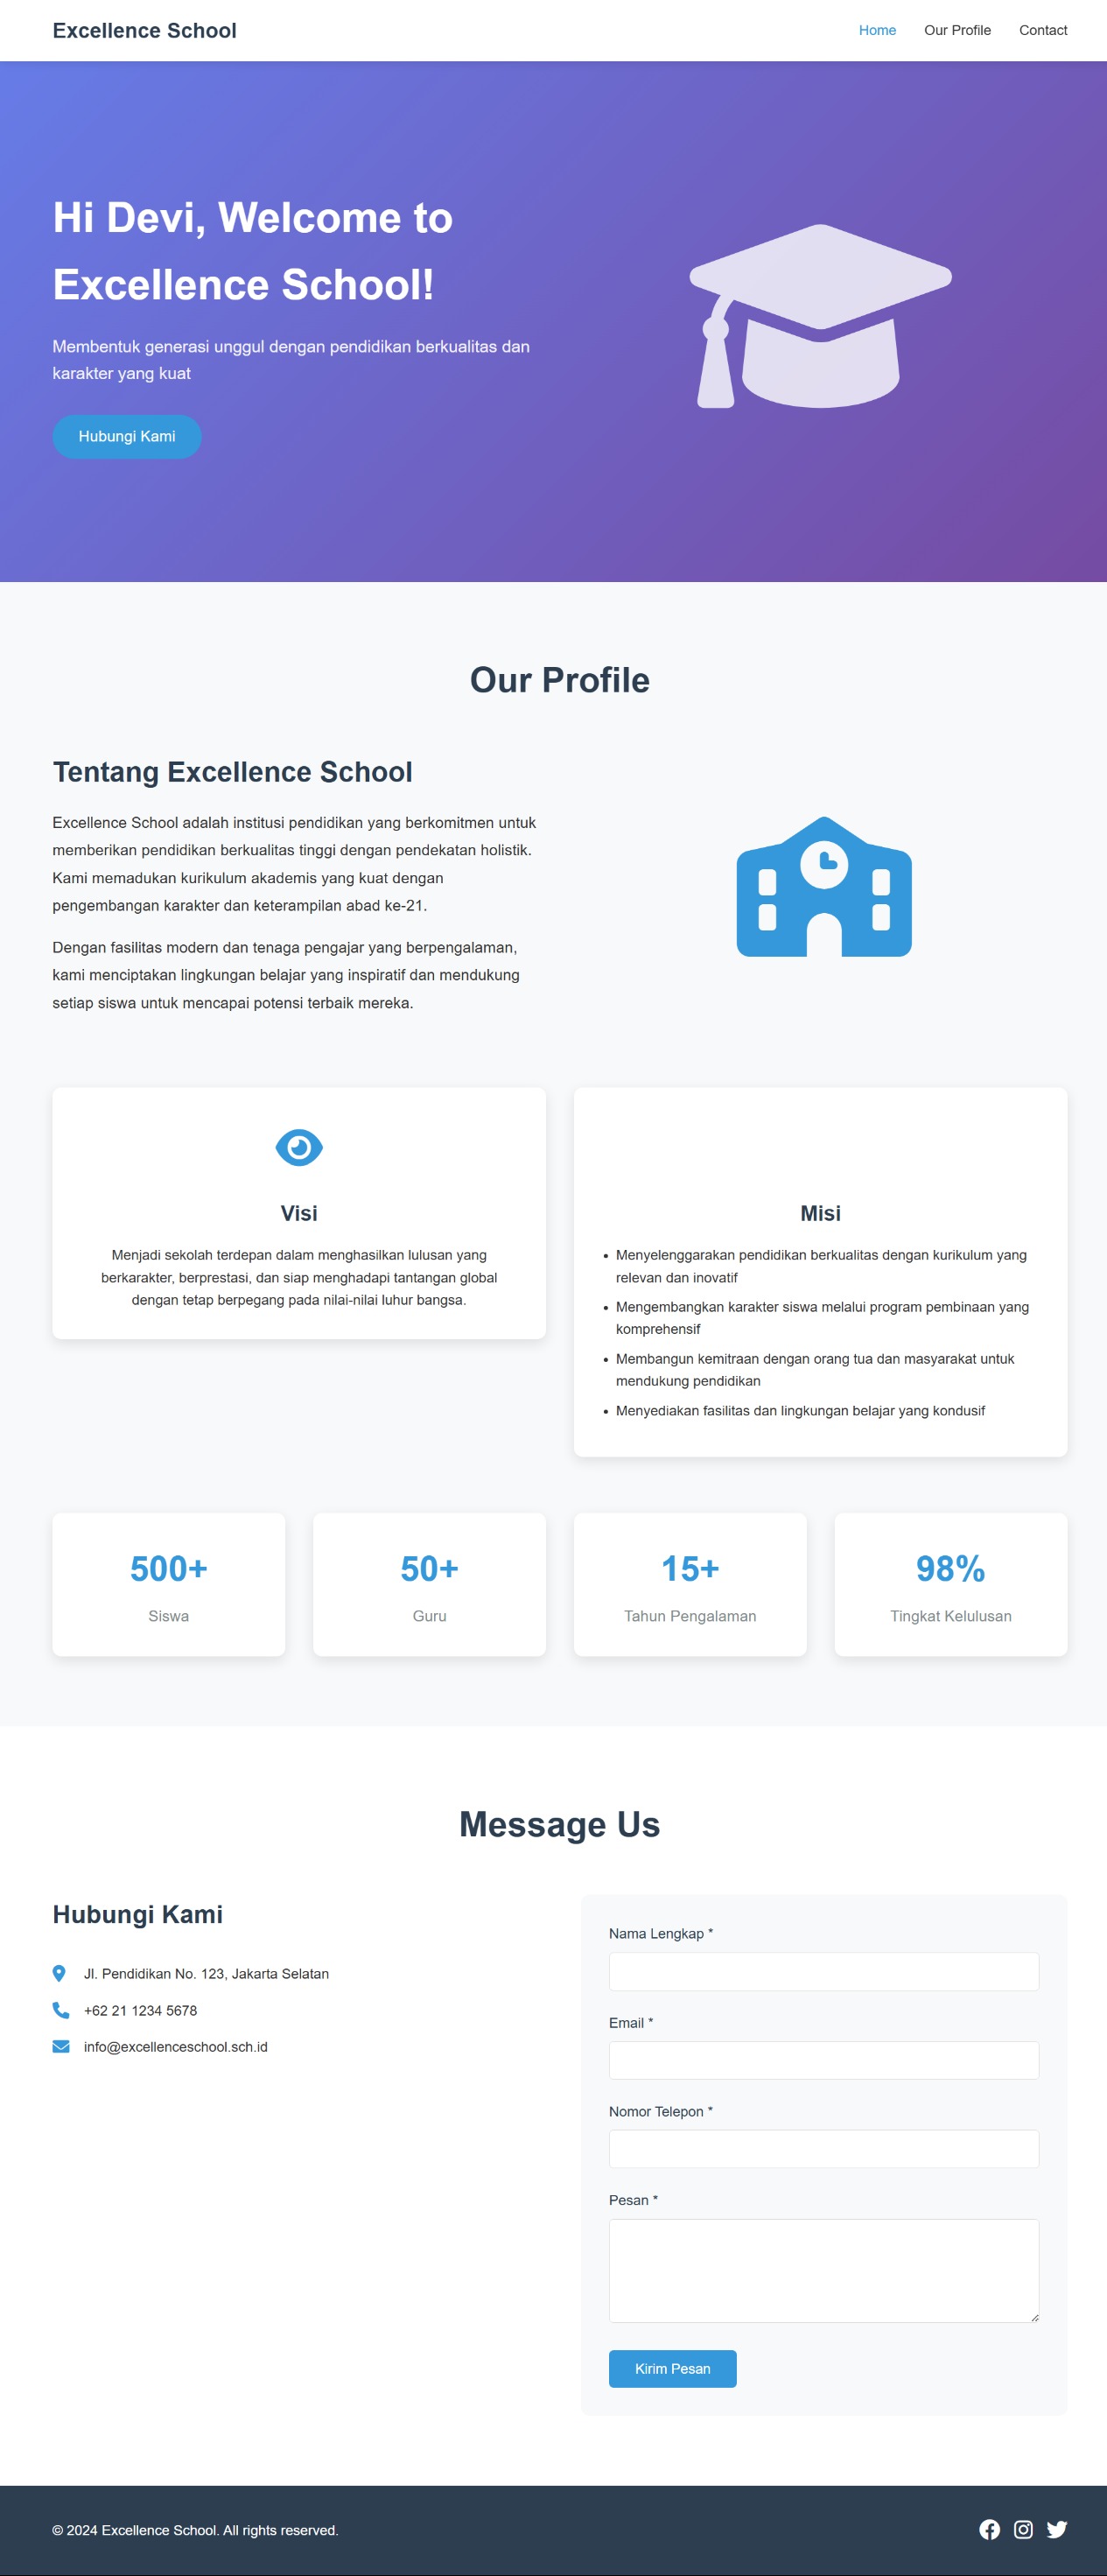 Excellence School
Home
Our Profile
Contact
Hi Devi, Welcome to
Excellence School!
Membentuk generasi unggul dengan pendidikan berkualitas dan
karakter yang kuat
Hubungi Kami
Our Profile
Tentang Excellence School
Excellence School adalah institusi pendidikan yang berkomitmen untuk
memberikan pendidikan berkualitas tinggi dengan pendekatan holistik.
Kami memadukan kurikulum akademis yang kuat dengan
pengembangan karakter dan keterampilan abad ke-21.
Dengan fasilitas modern dan tenaga pengajar yang berpengalaman,
kami menciptakan lingkungan belajar yang inspiratif dan mendukung
setiap siswa untuk mencapai potensi terbaik mereka.
Visi
Menjadi sekolah terdepan dalam menghasilkan lulusan yang
berkarakter, berprestasi, dan siap menghadapi tantangan global
dengan tetap berpegang pada nilai-nilai luhur bangsa.
Misi
• Menyelenggarakan pendidikan berkualitas dengan kurikulum yang
relevan dan inovatif
• Mengembangkan karakter siswa melalui program pembinaan yang
komprehensif
• Membangun kemitraan dengan orang tua dan masyarakat untuk
mendukung pendidikan
• Menyediakan fasilitas dan lingkungan belajar yang kondusif
500+
Siswa
50+
Guru
15+
Tahun Pengalaman
98%
Tingkat Kelulusan
Message Us
Hubungi Kami
Jl. Pendidikan No. 123, Jakarta Selatan
+62 21 1234 5678
info@excellenceschool.sch.id
Nama Lengkap *
Email *
Nomor Telepon *
Pesan *
Kirim Pesan
© 2024 Excellence School. All rights reserved.